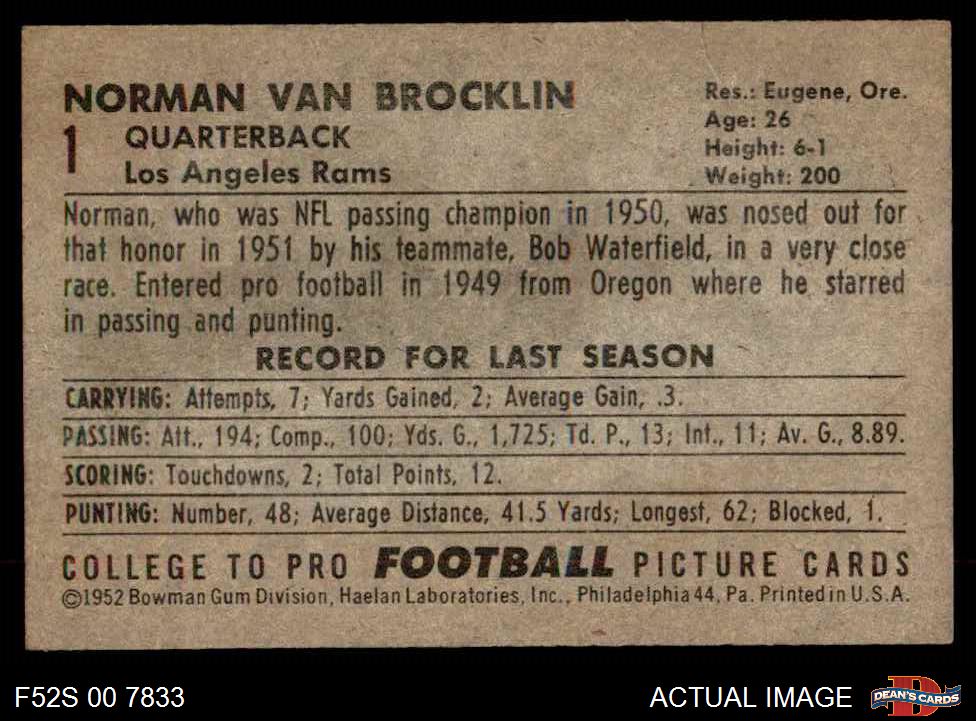 NORMAN VAN BROCKLIN
1
QUARTERBACK
Los Angeles Rams
Res.: Eugene, Ore.
Age: 26
Height: 6-1
Weight: 200
Norman, who was NFL passing champion in 1950, was nosed out for
that honor in 1951 by his teammate, Bob Waterfield, in a very close
race. Entered pro football in 1949 from Oregon where he starred
in passing and punting.
RECORD FOR LAST SEASON
CARRYING: Attempts, 7; Yards Gained, 2; Average Gain, .3.
PASSING: Att., 194; Comp., 100; Yds. G., 1,725; Td. P., 13; Int., 11; Av. G., 8.89.
SCORING: Touchdowns, 2; Total Points, 12.
PUNTING: Number, 48; Average Distance, 41.5 Yards; Longest, 62; Blocked, 1.
COLLEGE TO PRO FOOTBALL PICTURE CARDS
©1952 Bowman Gum Division, Haelan Laboratories, Inc., Philadelphia 44, Pa. Printed in U.S.A.
F52S 00 7833
ACTUAL IMAGE
DEAN'S CARDS